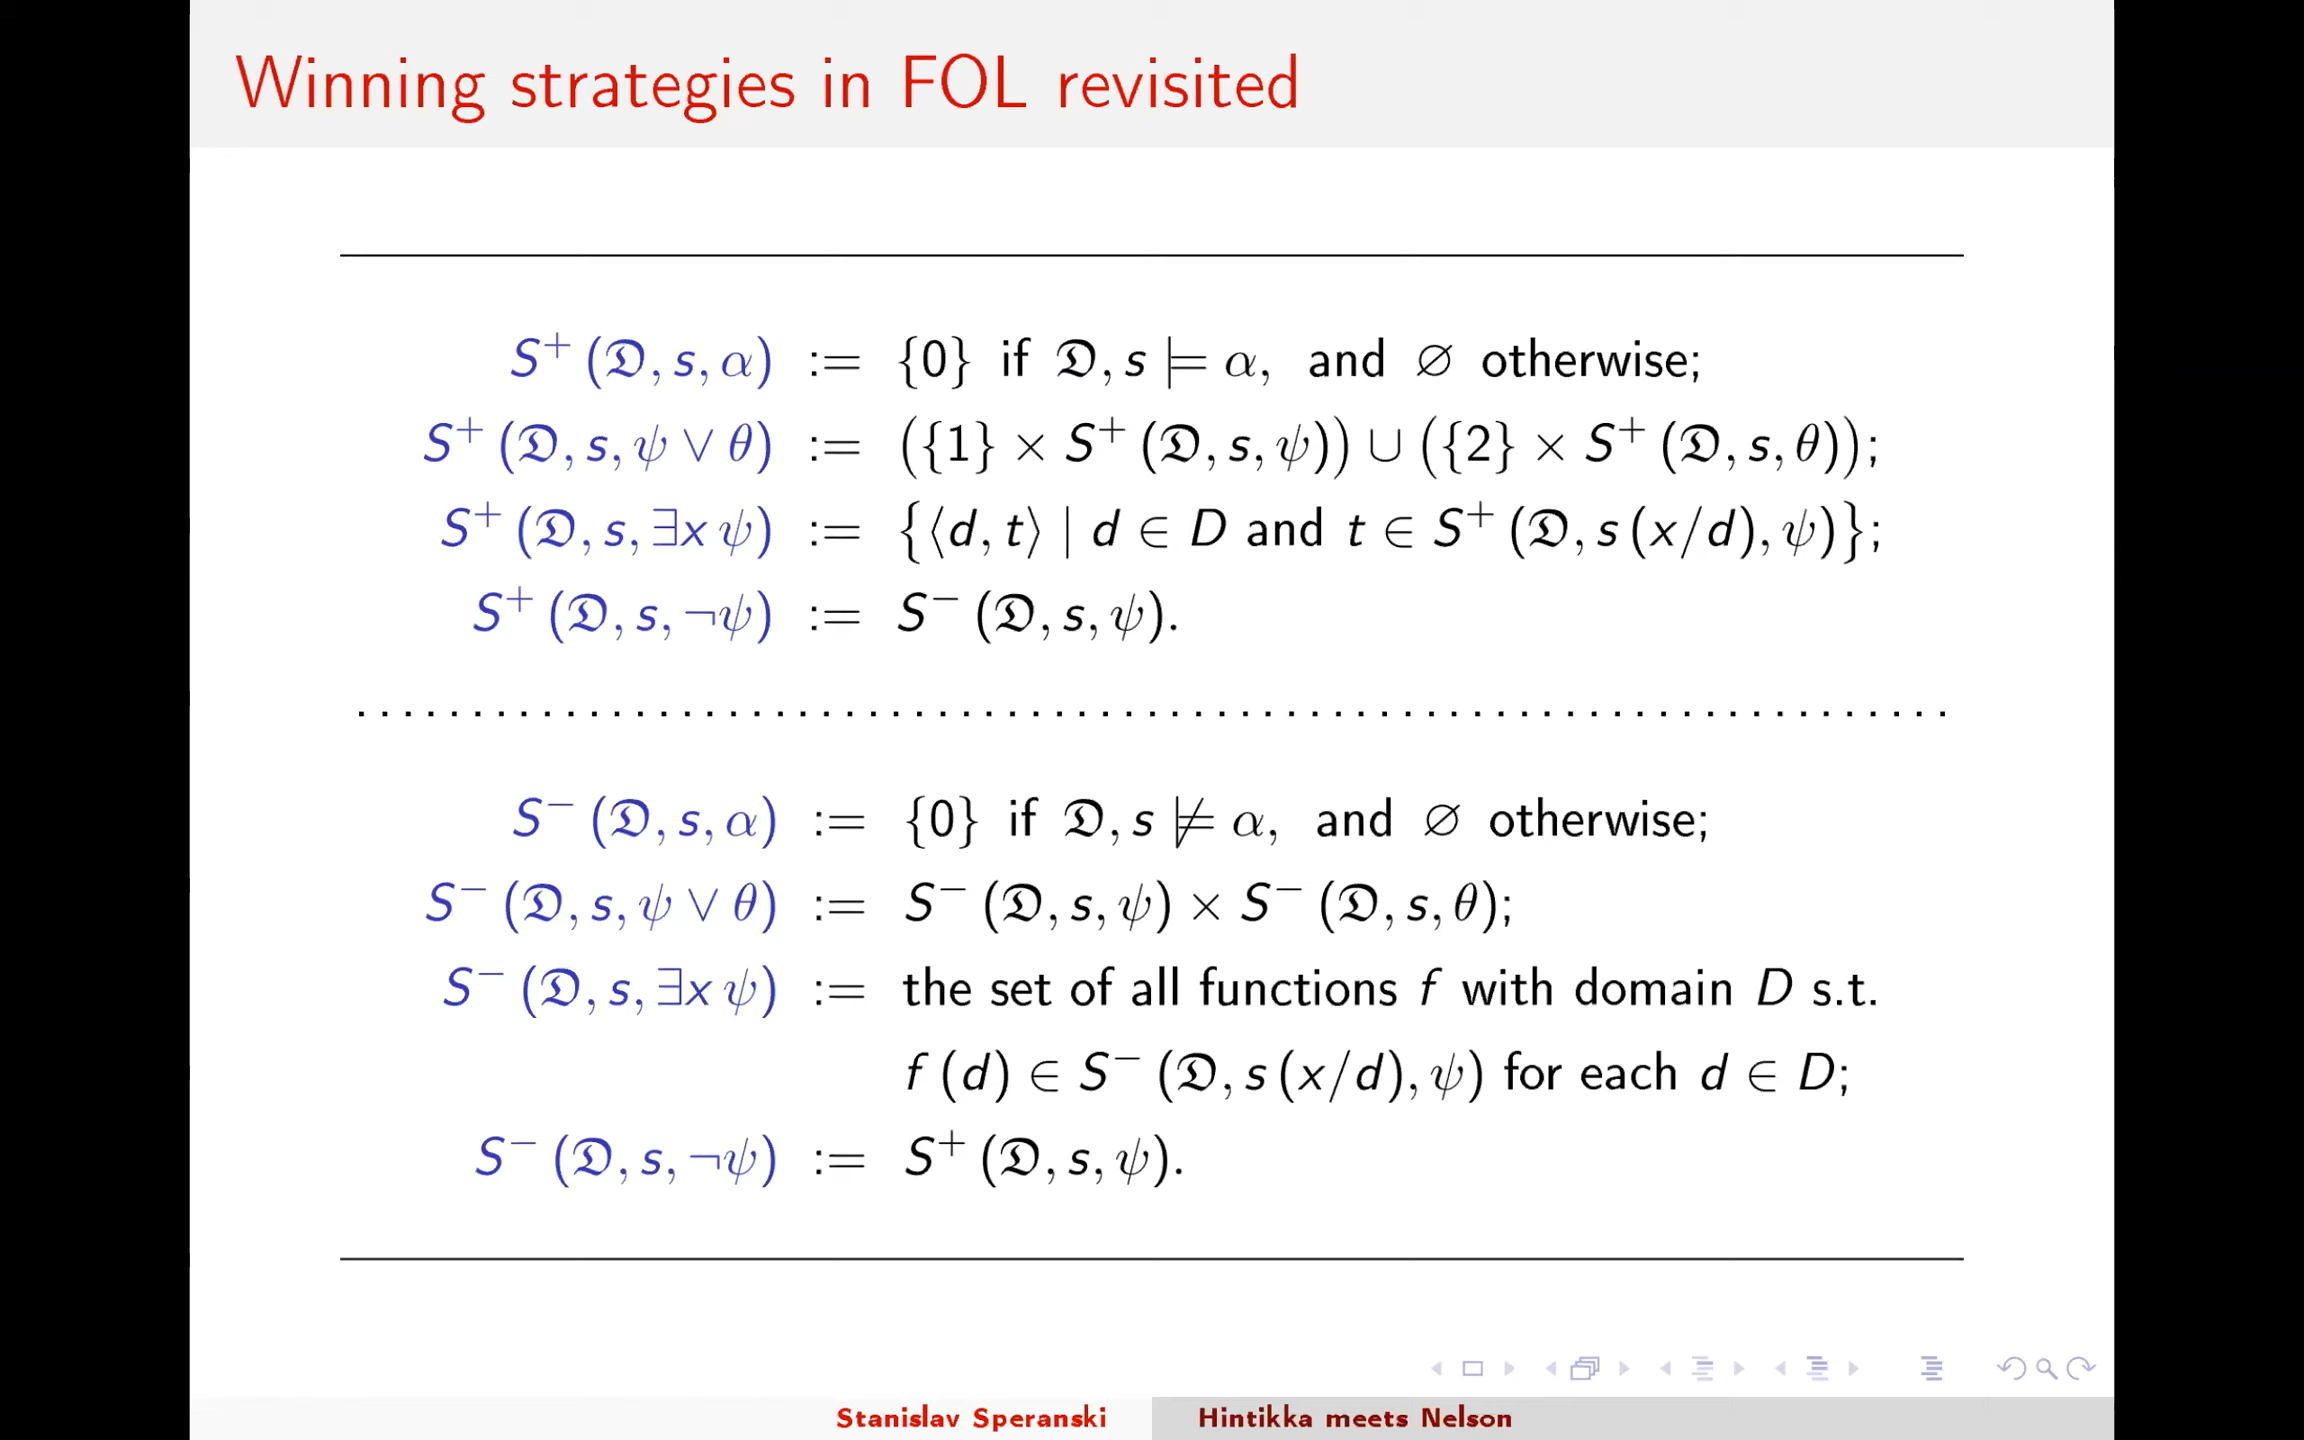 Winning strategies in FOL revisited
S⁺ (𝔇, s, α) := {0} if 𝔇, s ⊨ α, and ∅ otherwise;
S⁺ (𝔇, s, ψ ∨ θ) := ({1} × S⁺ (𝔇, s, ψ)) ∪ ({2} × S⁺ (𝔇, s, θ));
S⁺ (𝔇, s, ∃x ψ) := {⟨d, t⟩ | d ∈ D and t ∈ S⁺ (𝔇, s (x/d), ψ)};
S⁺ (𝔇, s, ¬ψ) := S⁻ (𝔇, s, ψ).
S⁻ (𝔇, s, α) := {0} if 𝔇, s ⊭ α, and ∅ otherwise;
S⁻ (𝔇, s, ψ ∨ θ) := S⁻ (𝔇, s, ψ) × S⁻ (𝔇, s, θ);
S⁻ (𝔇, s, ∃x ψ) := the set of all functions f with domain D s.t.
f (d) ∈ S⁻ (𝔇, s (x/d), ψ) for each d ∈ D;
S⁻ (𝔇, s, ¬ψ) := S⁺ (𝔇, s, ψ).
Stanislav Speranski Hintikka meets Nelson